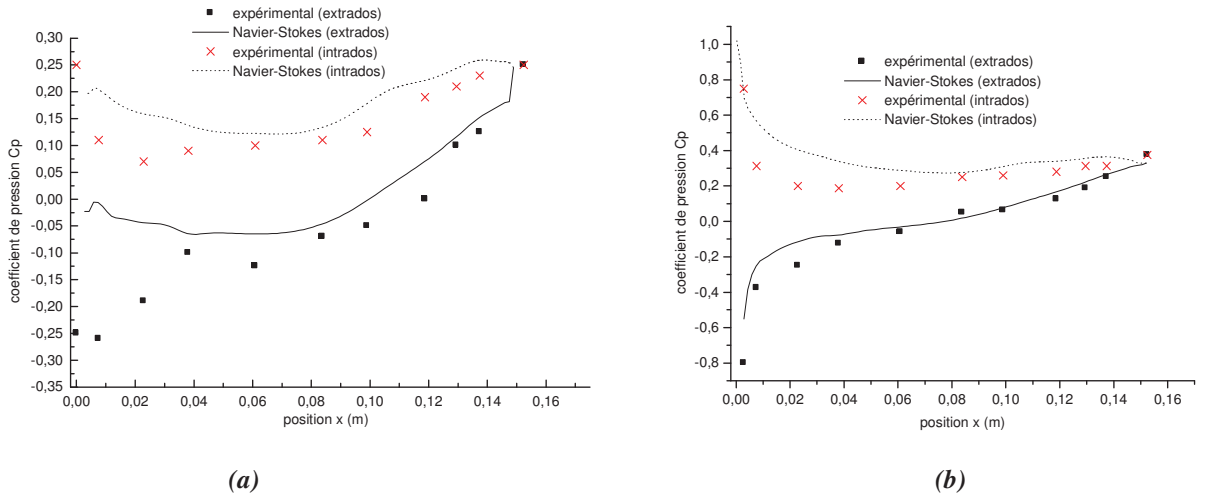 expérimental (extrados)
Navier-Stokes (extrados)
expérimental (intrados)
Navier-Stokes (intrados)
coefficient de pression Cp
0,30
0,25
0,20
0,15
0,10
0,05
0,00
-0,05
-0,10
-0,15
-0,20
-0,25
-0,30
-0,35
0,00 0,02 0,04 0,06 0,08 0,10 0,12 0,14 0,16
position x (m)
(a)
expérimental (extrados)
Navier-Stokes (extrados)
expérimental (intrados)
Navier-Stokes (intrados)
coefficient de pression Cp
1,0
0,8
0,6
0,4
0,2
0,0
-0,2
-0,4
-0,6
-0,8
0,00 0,02 0,04 0,06 0,08 0,10 0,12 0,14 0,16
position x (m)
(b)